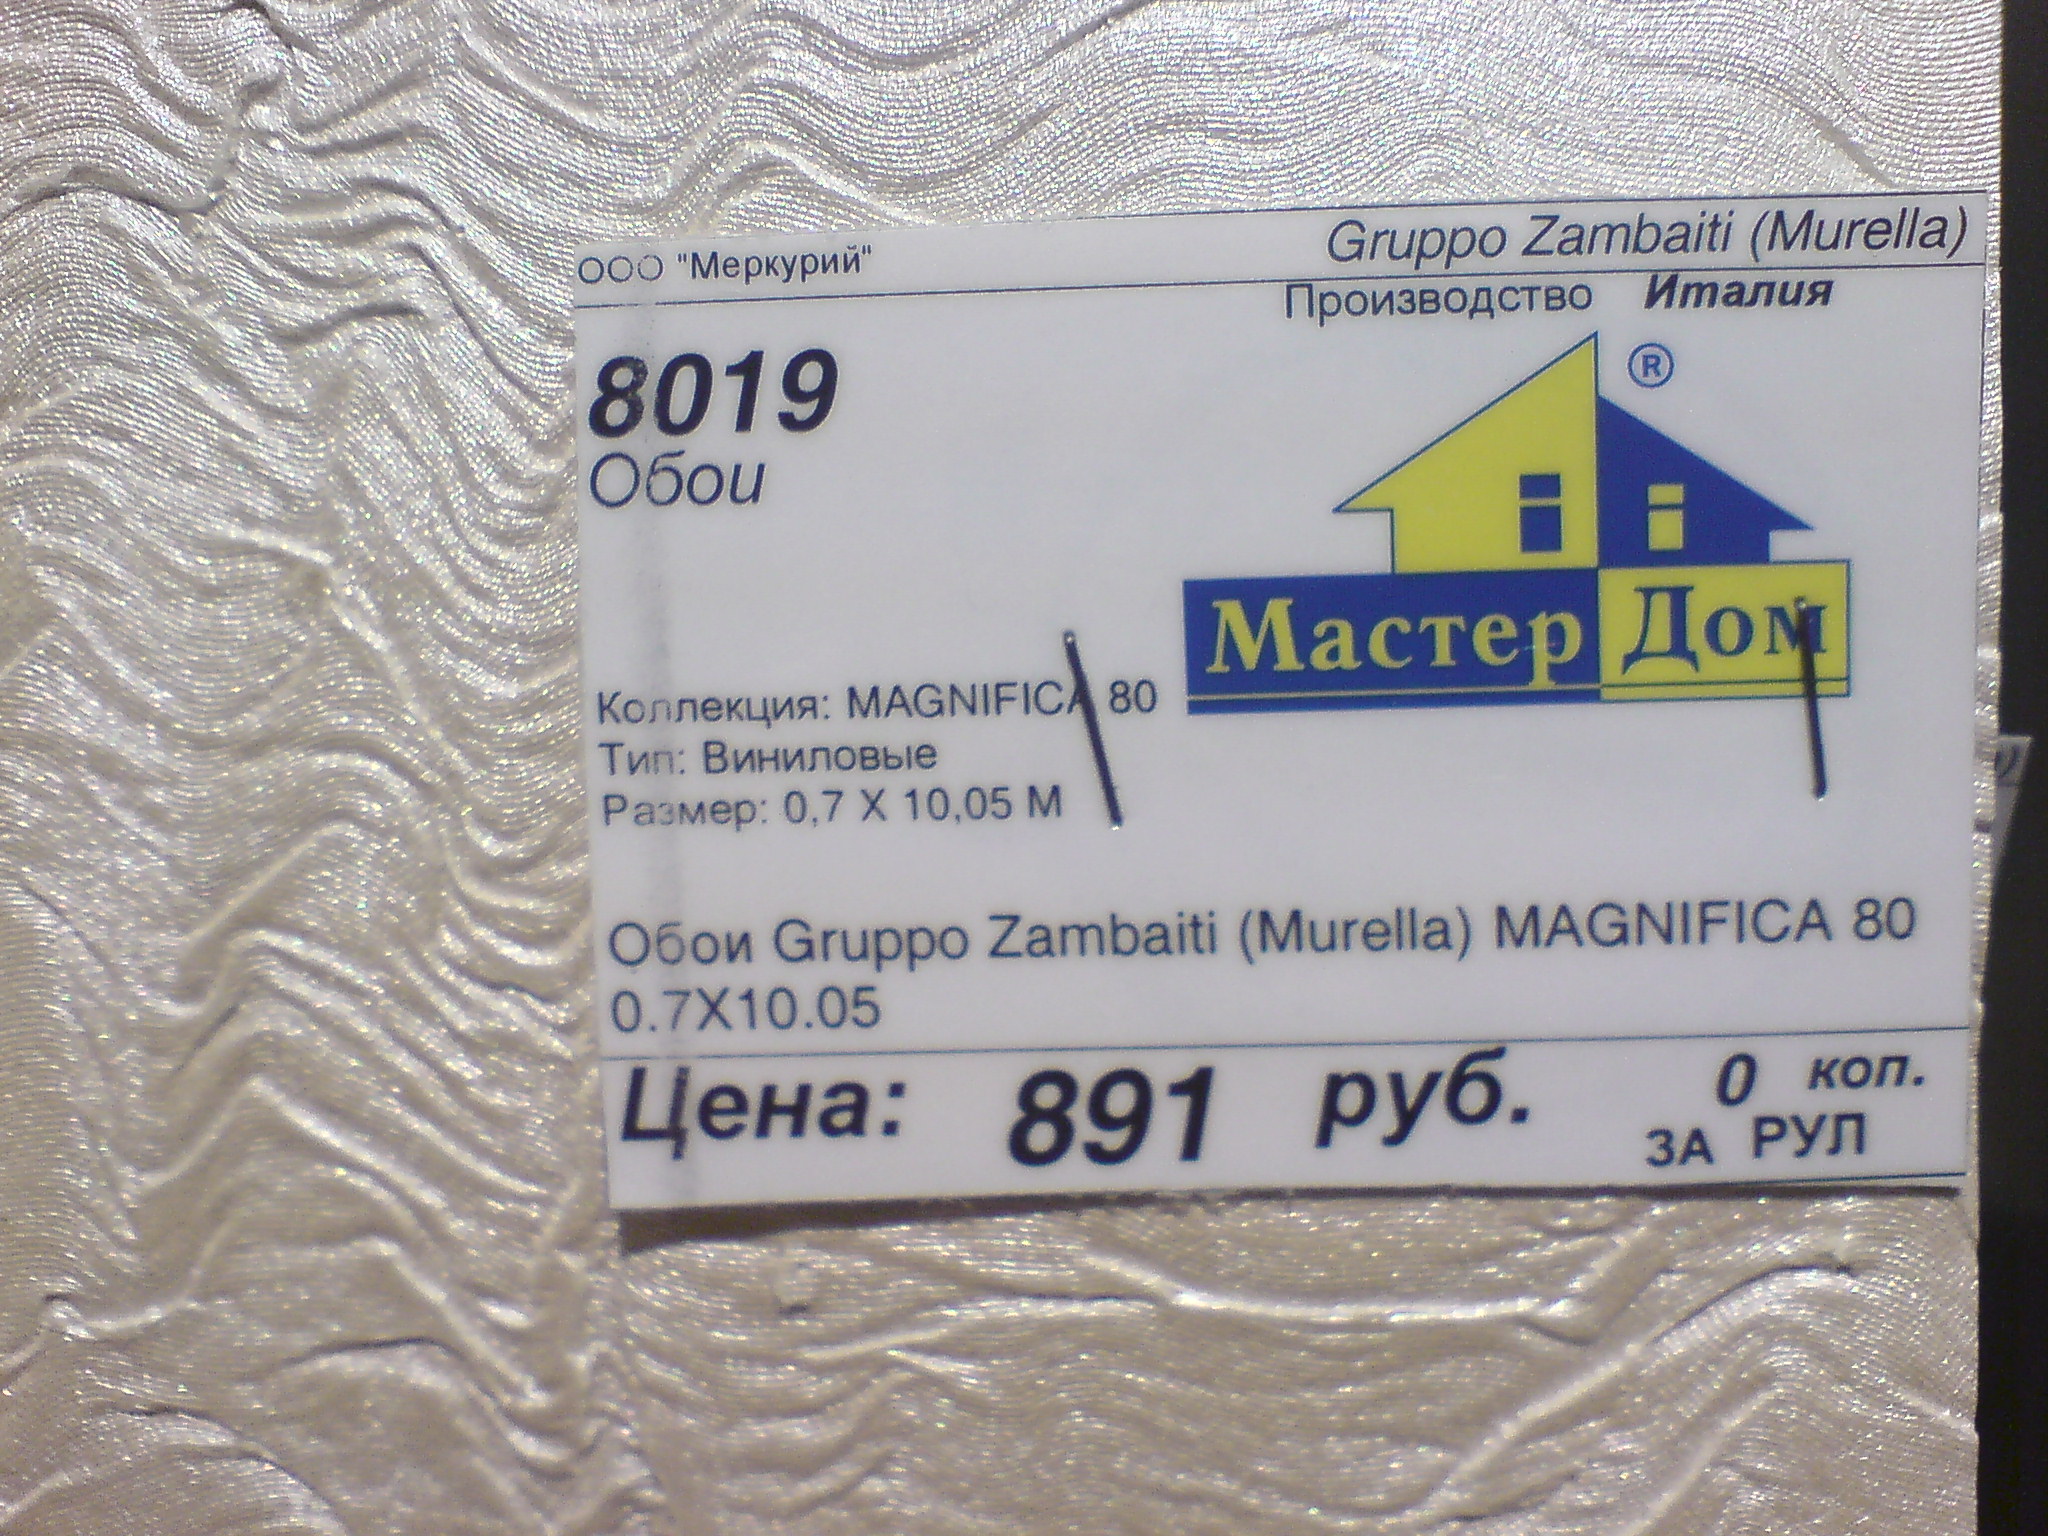 ООО "Меркурий"
Gruppo Zambaiti (Murella)
Производство Италия
8019
Обои
®
Мастер Дом
Коллекция: MAGNIFICA 80
Тип: Виниловые
Размер: 0,7 X 10,05 М
Обои Gruppo Zambaiti (Murella) MAGNIFICA 80
0.7X10.05
Цена: 891 руб. 0 коп.
ЗА РУЛ